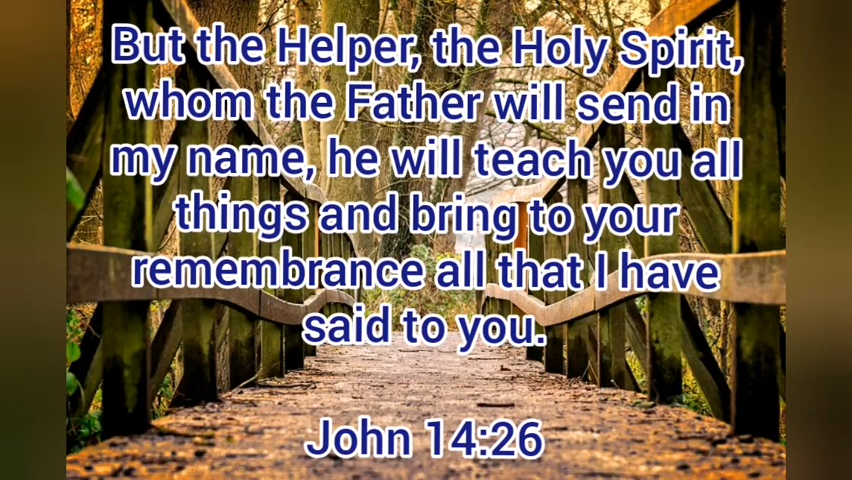 But the Helper, the Holy Spirit,
whom the Father will send in
my name, he will teach you all
things and bring to your
remembrance all that I have
said to you.
John 14:26